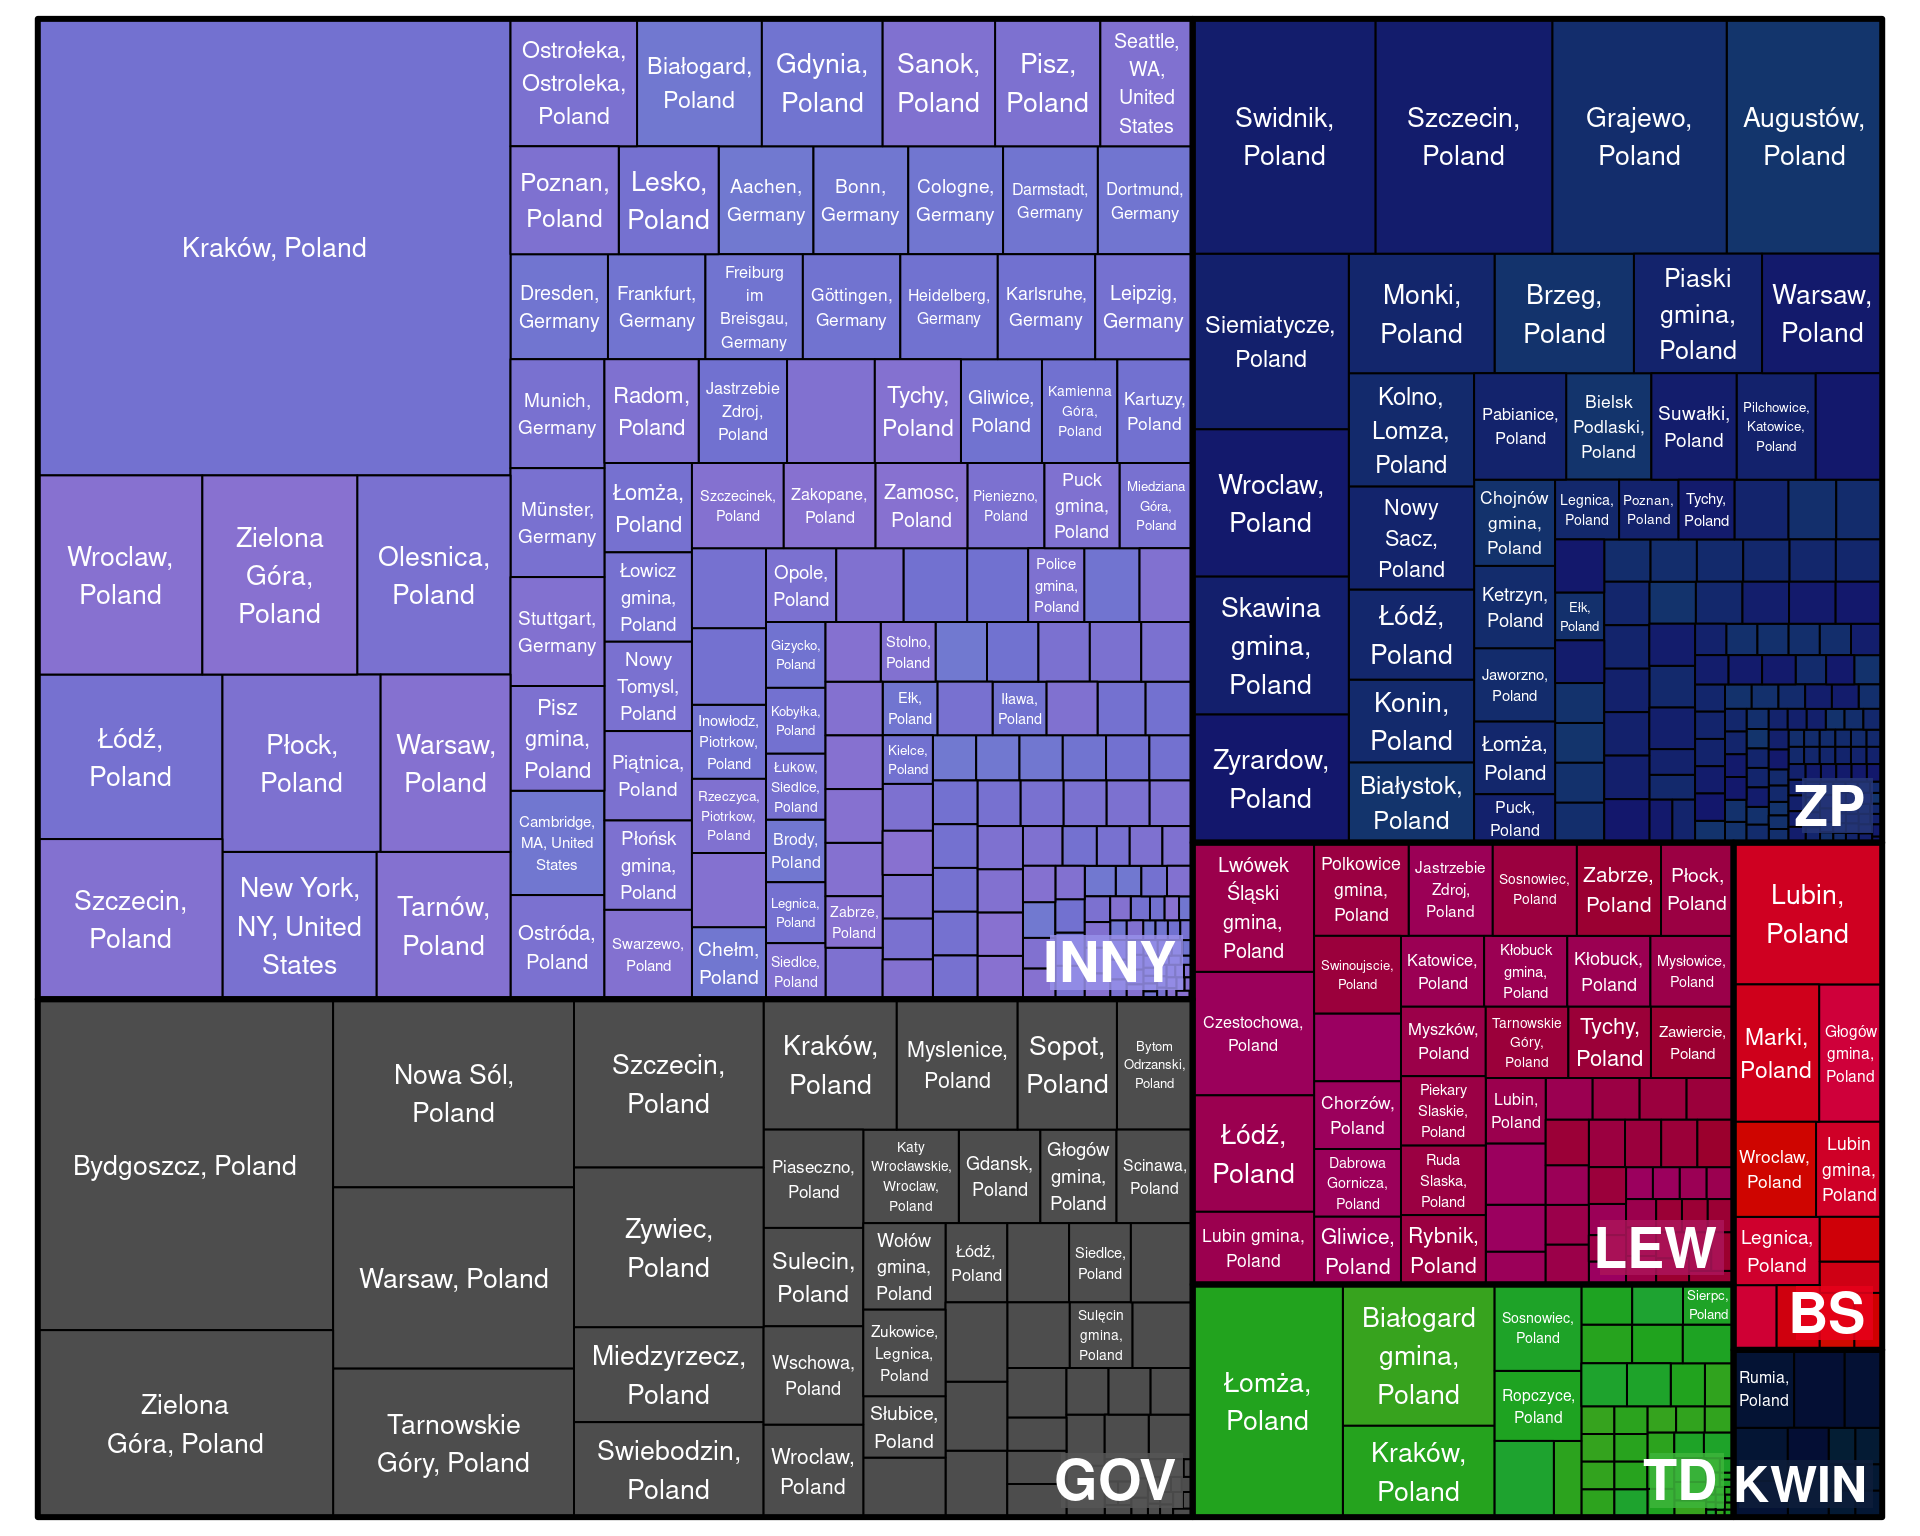 Kraków, Poland
Wroclaw,
Poland
Zielona
Góra,
Poland
Olesnica,
Poland
Łódź,
Poland
Płock,
Poland
Warsaw,
Poland
Szczecin,
Poland
New York,
NY, United
States
Tarnów,
Poland
Ostrołeka,
Ostroleka,
Poland
Białogard,
Poland
Gdynia,
Poland
Sanok,
Poland
Pisz,
Poland
Seattle,
WA,
United
States
Poznan,
Poland
Lesko,
Poland
Aachen,
Germany
Bonn,
Germany
Cologne,
Germany
Darmstadt,
Germany
Dortmund,
Germany
Dresden,
Germany
Frankfurt,
Germany
Freiburg
im
Breisgau,
Germany
Göttingen,
Germany
Heidelberg,
Germany
Karlsruhe,
Germany
Leipzig,
Germany
Munich,
Germany
Münster,
Germany
Stuttgart,
Germany
Pisz
gmina,
Poland
Cambridge,
MA, United
States
Ostróda,
Poland
Radom,
Poland
Jastrzebie
Zdroj,
Poland
Tychy,
Poland
Gliwice,
Poland
Kamienna
Góra,
Poland
Kartuzy,
Poland
Łomża,
Poland
Szczecinek,
Poland
Zakopane,
Poland
Zamosc,
Poland
Pieniezno,
Poland
Puck
gmina,
Poland
Miedziana
Góra,
Poland
Łowicz
gmina,
Poland
Nowy
Tomysl,
Poland
Piątnica,
Poland
Płońsk
gmina,
Poland
Swarzewo,
Poland
Inowłodz,
Piotrkow,
Poland
Rzeczyca,
Piotrkow,
Poland
Chełm,
Poland
Opole,
Poland
Police
gmina,
Poland
Gizycko,
Poland
Stolno,
Poland
Kobyłka,
Poland
Ełk,
Poland
Iława,
Poland
Łukow,
Siedlce,
Poland
Kielce,
Poland
Brody,
Poland
Legnica,
Poland
Zabrze,
Poland
Siedlce,
Poland
INNY
Swidnik,
Poland
Szczecin,
Poland
Grajewo,
Poland
Augustów,
Poland
Siemiatycze,
Poland
Wroclaw,
Poland
Skawina
gmina,
Poland
Zyrardow,
Poland
Monki,
Poland
Brzeg,
Poland
Piaski
gmina,
Poland
Warsaw,
Poland
Kolno,
Lomza,
Poland
Nowy
Sacz,
Poland
Łódź,
Poland
Konin,
Poland
Białystok,
Poland
Pabianice,
Poland
Bielsk
Podlaski,
Poland
Suwałki,
Poland
Pilchowice,
Katowice,
Poland
Chojnów
gmina,
Poland
Legnica,
Poland
Poznan,
Poland
Tychy,
Poland
Ketrzyn,
Poland
Ełk,
Poland
Jaworzno,
Poland
Łomża,
Poland
Puck,
Poland
ZP
Bydgoszcz, Poland
Zielona
Góra, Poland
Nowa Sól,
Poland
Warsaw, Poland
Tarnowskie
Góry, Poland
Szczecin,
Poland
Zywiec,
Poland
Miedzyrzecz,
Poland
Swiebodzin,
Poland
Kraków,
Poland
Myslenice,
Poland
Sopot,
Poland
Bytom
Odrzanski,
Poland
Piaseczno,
Poland
Katy
Wrocławskie,
Wroclaw,
Poland
Gdansk,
Poland
Głogów
gmina,
Poland
Scinawa,
Poland
Sulecin,
Poland
Wschowa,
Poland
Wroclaw,
Poland
Wołów
gmina,
Poland
Łódź,
Poland
Siedlce,
Poland
Zukowice,
Legnica,
Poland
Sulęcin
gmina,
Poland
Słubice,
Poland
GOV
Lwówek
Śląski
gmina,
Poland
Czestochowa,
Poland
Łódź,
Poland
Lubin gmina,
Poland
Polkowice
gmina,
Poland
Jastrzebie
Zdroj,
Poland
Sosnowiec,
Poland
Zabrze,
Poland
Płock,
Poland
Swinoujscie,
Poland
Katowice,
Poland
Kłobuck
gmina,
Poland
Kłobuck,
Poland
Mysłowice,
Poland
Chorzów,
Poland
Dabrowa
Gornicza,
Poland
Gliwice,
Poland
Myszków,
Poland
Tarnowskie
Góry,
Poland
Tychy,
Poland
Zawiercie,
Poland
Piekary
Slaskie,
Poland
Lubin,
Poland
Ruda
Slaska,
Poland
Rybnik,
Poland
LEW
Lubin,
Poland
Marki,
Poland
Głogów
gmina,
Poland
Wroclaw,
Poland
Lubin
gmina,
Poland
Legnica,
Poland
BS
Łomża,
Poland
Białogard
gmina,
Poland
Kraków,
Poland
Sosnowiec,
Poland
Ropczyce,
Poland
Sierpc,
Poland
TD
Rumia,
Poland
KWIN